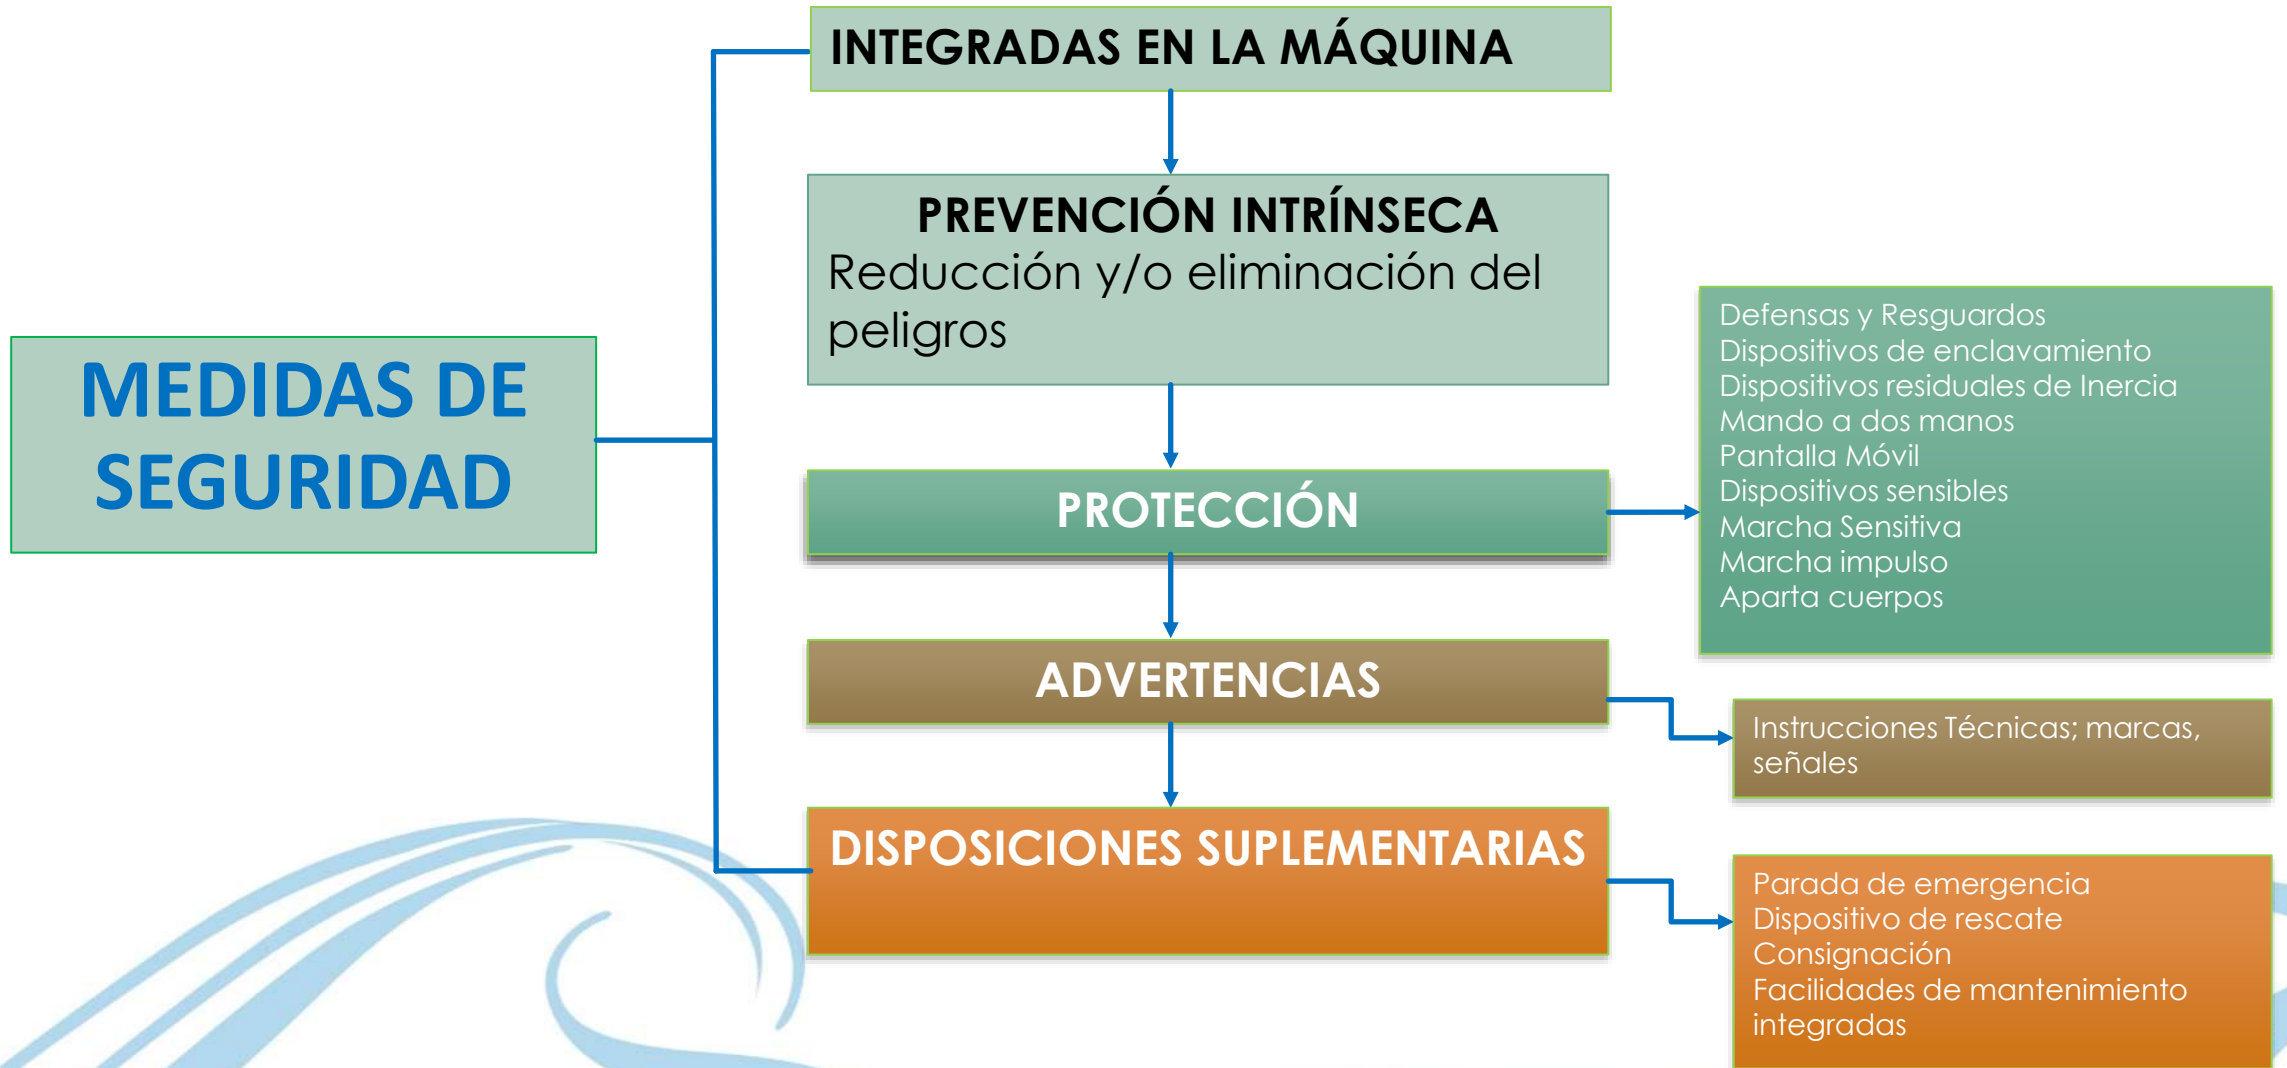 INTEGRADAS EN LA MÁQUINA
PREVENCIÓN INTRÍNSECA
Reducción y/o eliminación del
peligros
MEDIDAS DE
SEGURIDAD
PROTECCIÓN
Defensas y Resguardos
Dispositivos de enclavamiento
Dispositivos residuales de Inercia
Mando a dos manos
Pantalla Móvil
Dispositivos sensibles
Marcha Sensitiva
Marcha impulso
Aparta cuerpos
ADVERTENCIAS
Instrucciones Técnicas; marcas,
señales
DISPOSICIONES SUPLEMENTARIAS
Parada de emergencia
Dispositivo de rescate
Consignación
Facilidades de mantenimiento
integradas